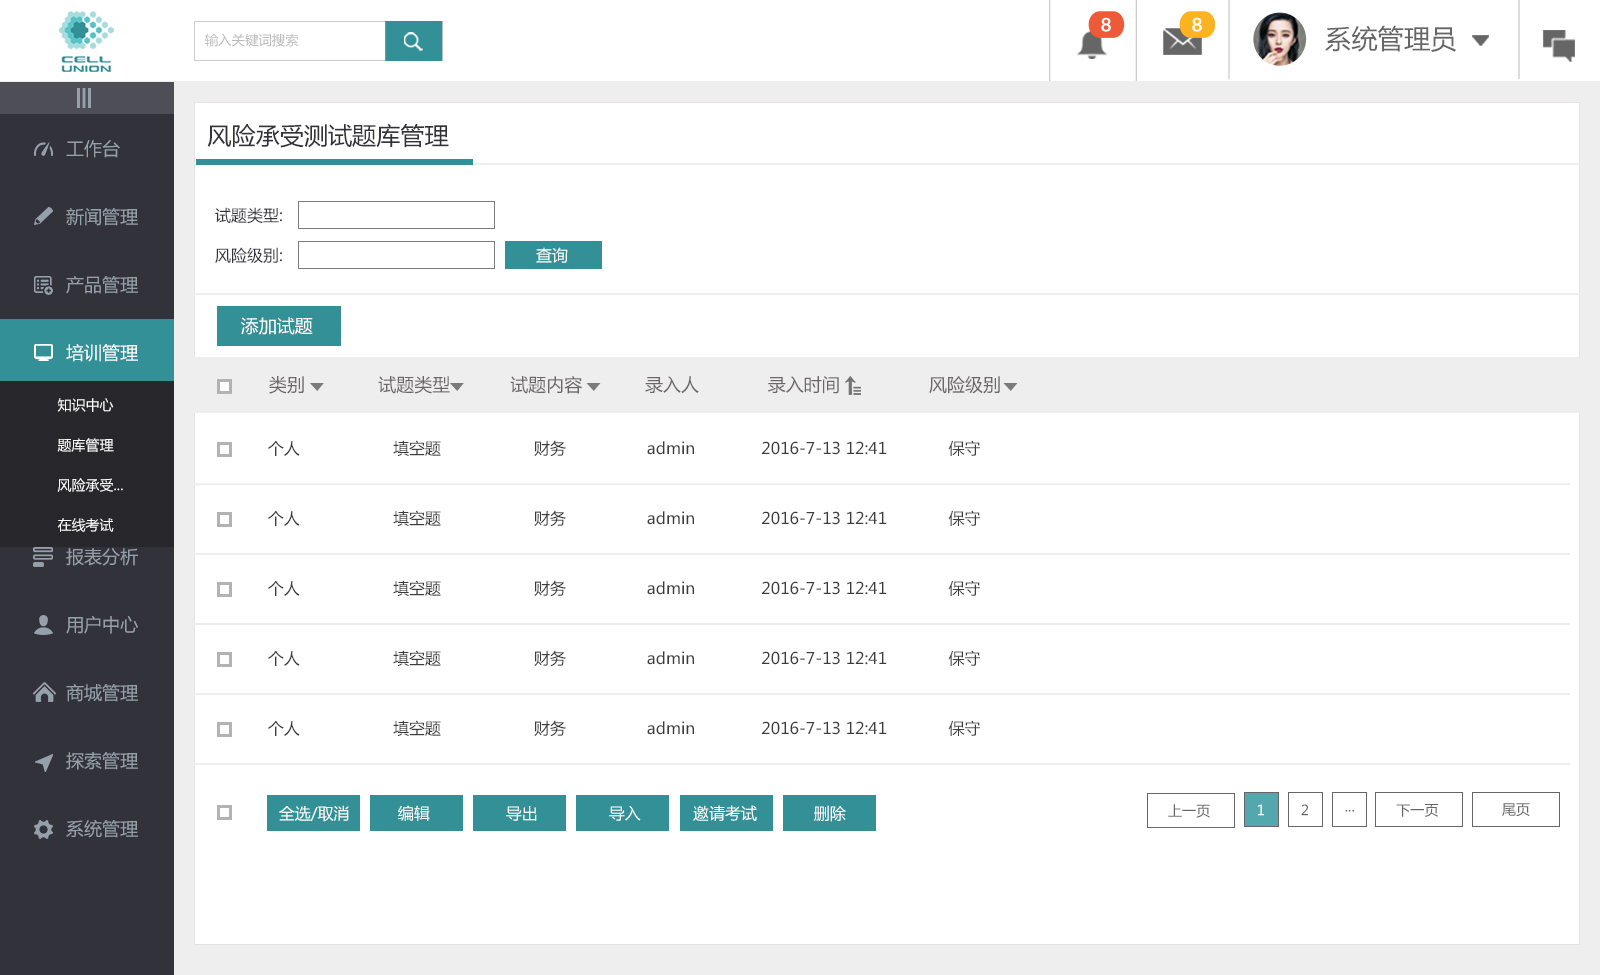 CELL
UNION
输入关键词搜索
8
8
系统管理员
工作台
新闻管理
产品管理
培训管理
知识中心
题库管理
风险承受...
在线考试
报表分析
用户中心
商城管理
探索管理
系统管理
风险承受测试题库管理
试题类型:
风险级别:
查询
添加试题
类别 试题类型 试题内容 录入人 录入时间 风险级别
个人 填空题 财务 admin 2016-7-13 12:41 保守
个人 填空题 财务 admin 2016-7-13 12:41 保守
个人 填空题 财务 admin 2016-7-13 12:41 保守
个人 填空题 财务 admin 2016-7-13 12:41 保守
个人 填空题 财务 admin 2016-7-13 12:41 保守
全选/取消 编辑 导出 导入 邀请考试 删除
上一页 1 2 ... 下一页 尾页